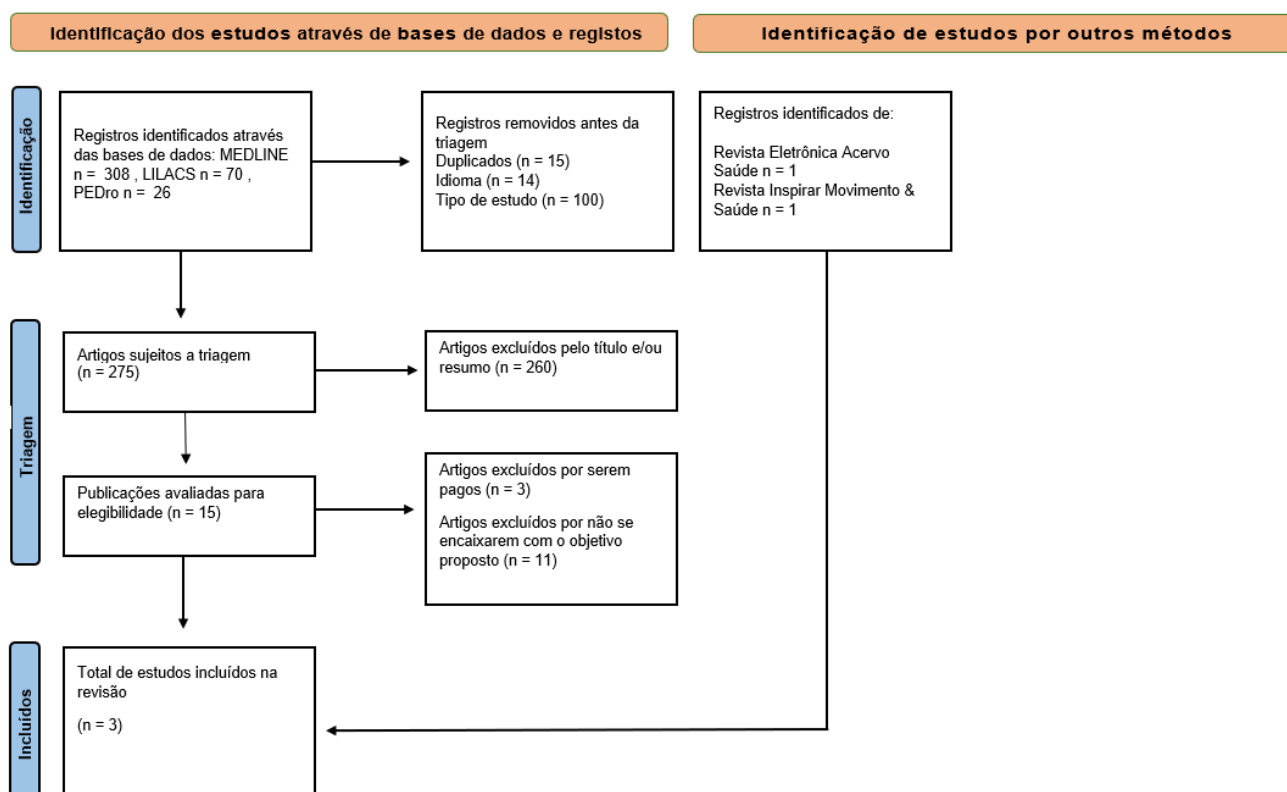 Identificação dos estudos através de bases de dados e registos
Identificação de estudos por outros métodos
Identificação
Registros identificados através
das bases de dados: MEDLINE
n = 308 , LILACS n = 70 ,
PEDro n = 26
Registros removidos antes da
triagem
Duplicados (n = 15)
Idioma (n = 14)
Tipo de estudo (n = 100)
Registros identificados de:
Revista Eletrônica Acervo
Saúde n = 1
Revista Inspirar Movimento &
Saúde n = 1
Triagem
Artigos sujeitos a triagem
(n = 275)
Artigos excluídos pelo título e/ou
resumo (n = 260)
Publicações avaliadas para
elegibilidade (n = 15)
Artigos excluídos por serem
pagos (n = 3)
Artigos excluídos por não se
encaixarem com o objetivo
proposto (n = 11)
Incluídos
Total de estudos incluídos na
revisão
(n = 3)